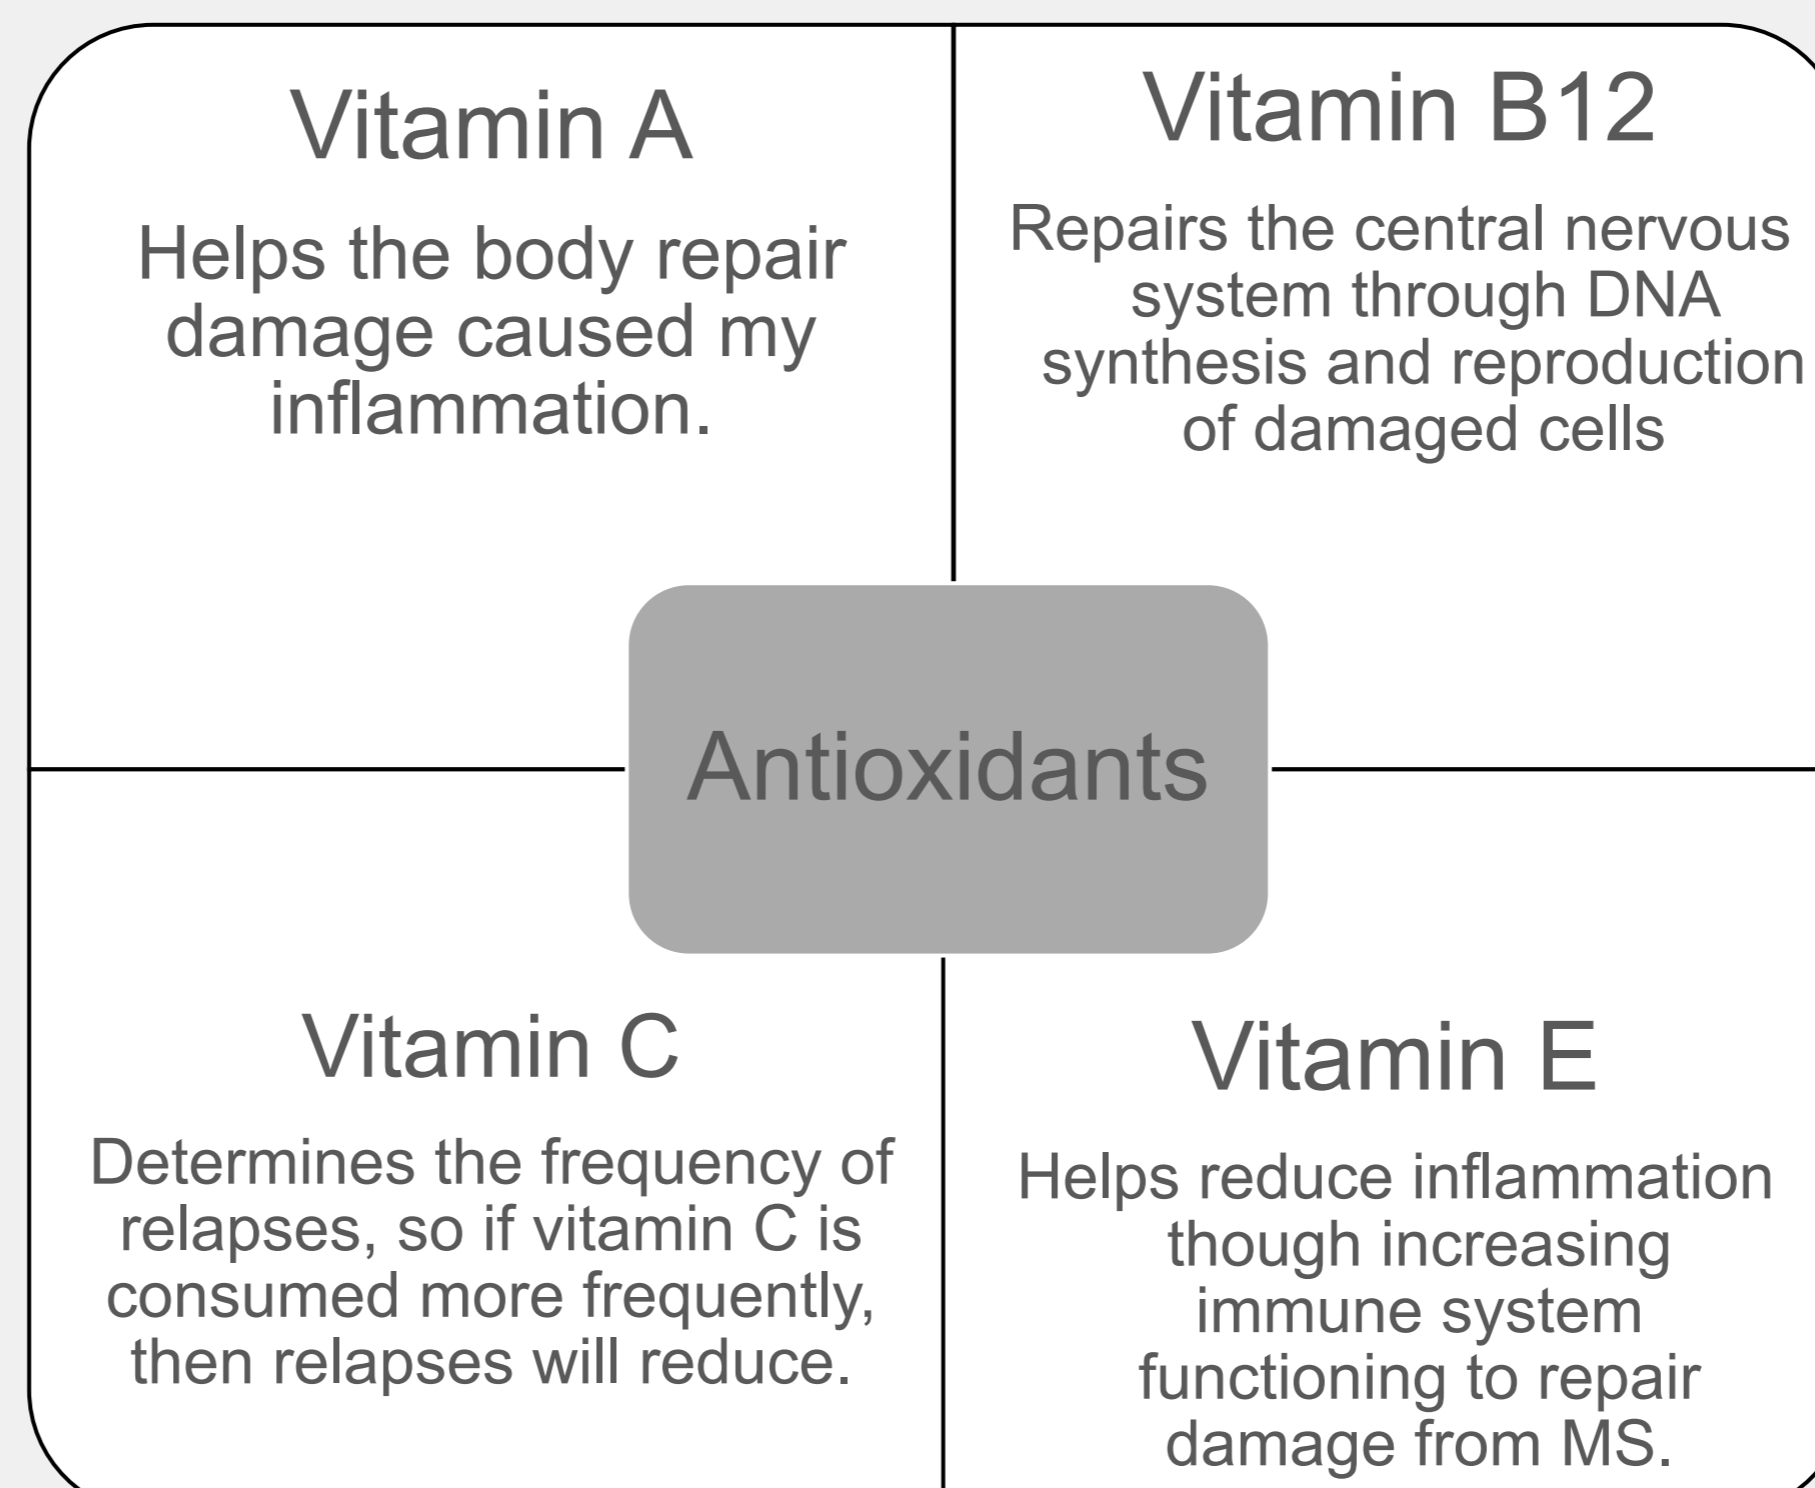 Vitamin A
Helps the body repair
damage caused my
inflammation.
Vitamin B12
Repairs the central nervous
system through DNA
synthesis and reproduction
of damaged cells
Antioxidants
Vitamin C
Determines the frequency of
relapses, so if vitamin C is
consumed more frequently,
then relapses will reduce.
Vitamin E
Helps reduce inflammation
though increasing
immune system
functioning to repair
damage from MS.